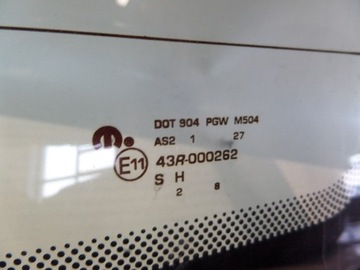 DOT 904 PGW M504
AS2 1 27
E11 43R-000262
S H
2 8